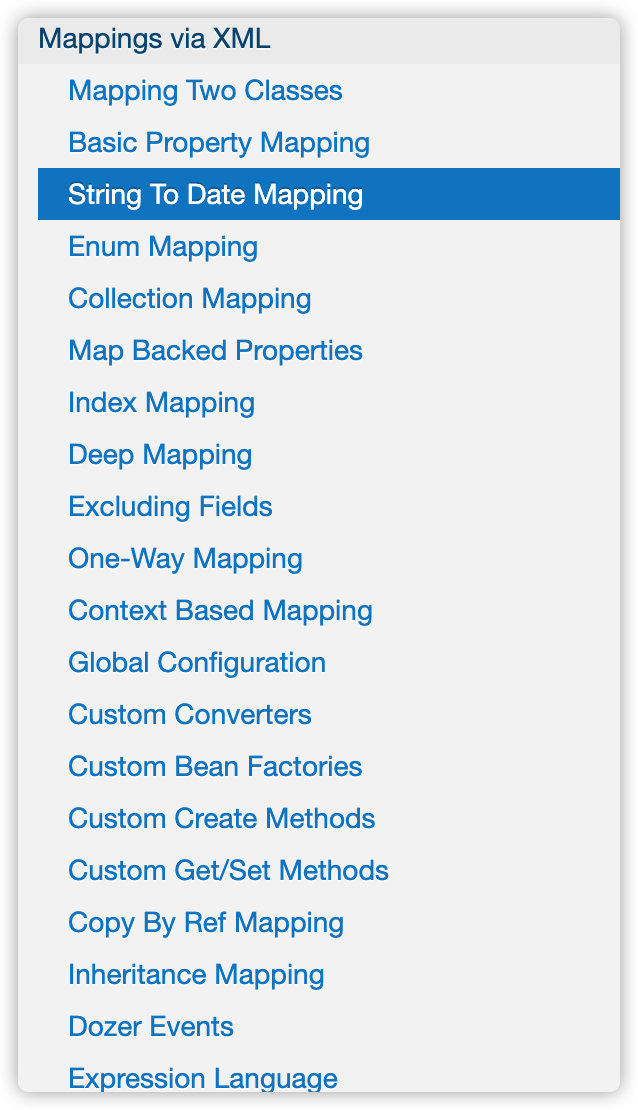 Mappings via XML
Mapping Two Classes
Basic Property Mapping
String To Date Mapping
Enum Mapping
Collection Mapping
Map Backed Properties
Index Mapping
Deep Mapping
Excluding Fields
One-Way Mapping
Context Based Mapping
Global Configuration
Custom Converters
Custom Bean Factories
Custom Create Methods
Custom Get/Set Methods
Copy By Ref Mapping
Inheritance Mapping
Dozer Events
Expression Language